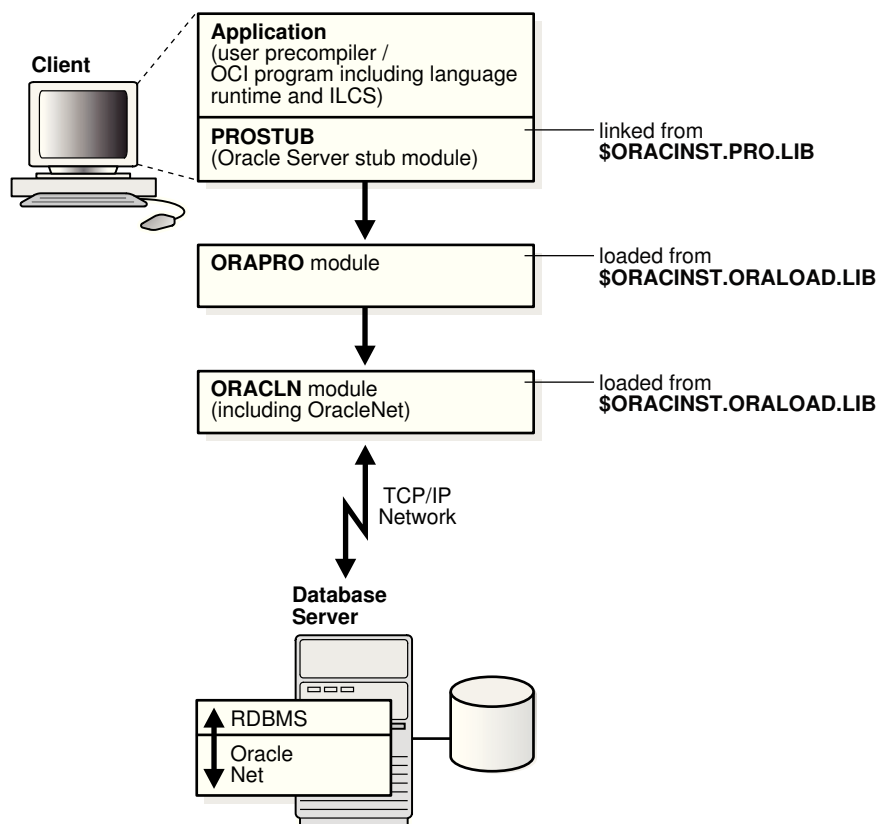 Client
Application
(user precompiler /
OCI program including language
runtime and ILCS)
PROSTUB
(Oracle Server stub module)
linked from
$ORACINST.PRO.LIB
ORAPRO module
loaded from
$ORACINST.ORALOAD.LIB
ORACLN module
(including OracleNet)
loaded from
$ORACINST.ORALOAD.LIB
TCP/IP
Network
Database
Server
RDBMS
Oracle
Net